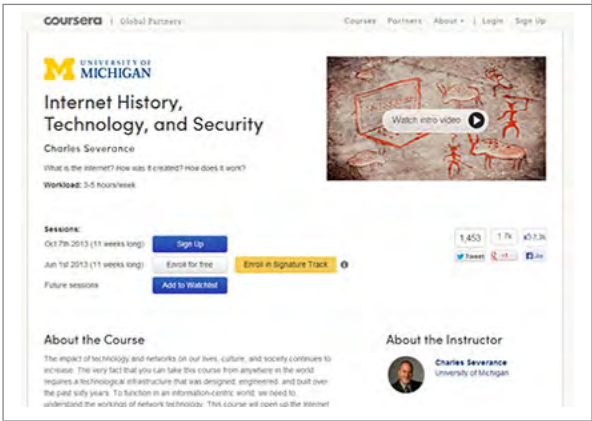 coursera | Global Partners
Courses Partners About | Login Sign Up
M UNIVERSITY OF
MICHIGAN
Internet History,
Technology, and Security
Charles Severance
What is the Internet? How was it created? How does it work?
Workload: 3-5 hours/week
Watch intro video
Sessions:
Oct 7th 2013 (11 weeks long) Sign Up
Jun 1st 2013 (11 weeks long) Enroll for free Enroll in Signature Track
Future sessions Add to Watchlist
1,453 1.7k
Tweet +1 Like
About the Course
The impact of technology and networks on our lives, culture, and society continues to
increase. The very fact that you can take this course from anywhere in the world
requires a technological infrastructure that was designed, engineered, and built over
the past sixty years. To function in an information-centric world, we need to
understand the workings of network technology. This course will open up the Internet
About the Instructor
Charles Severance
University of Michigan